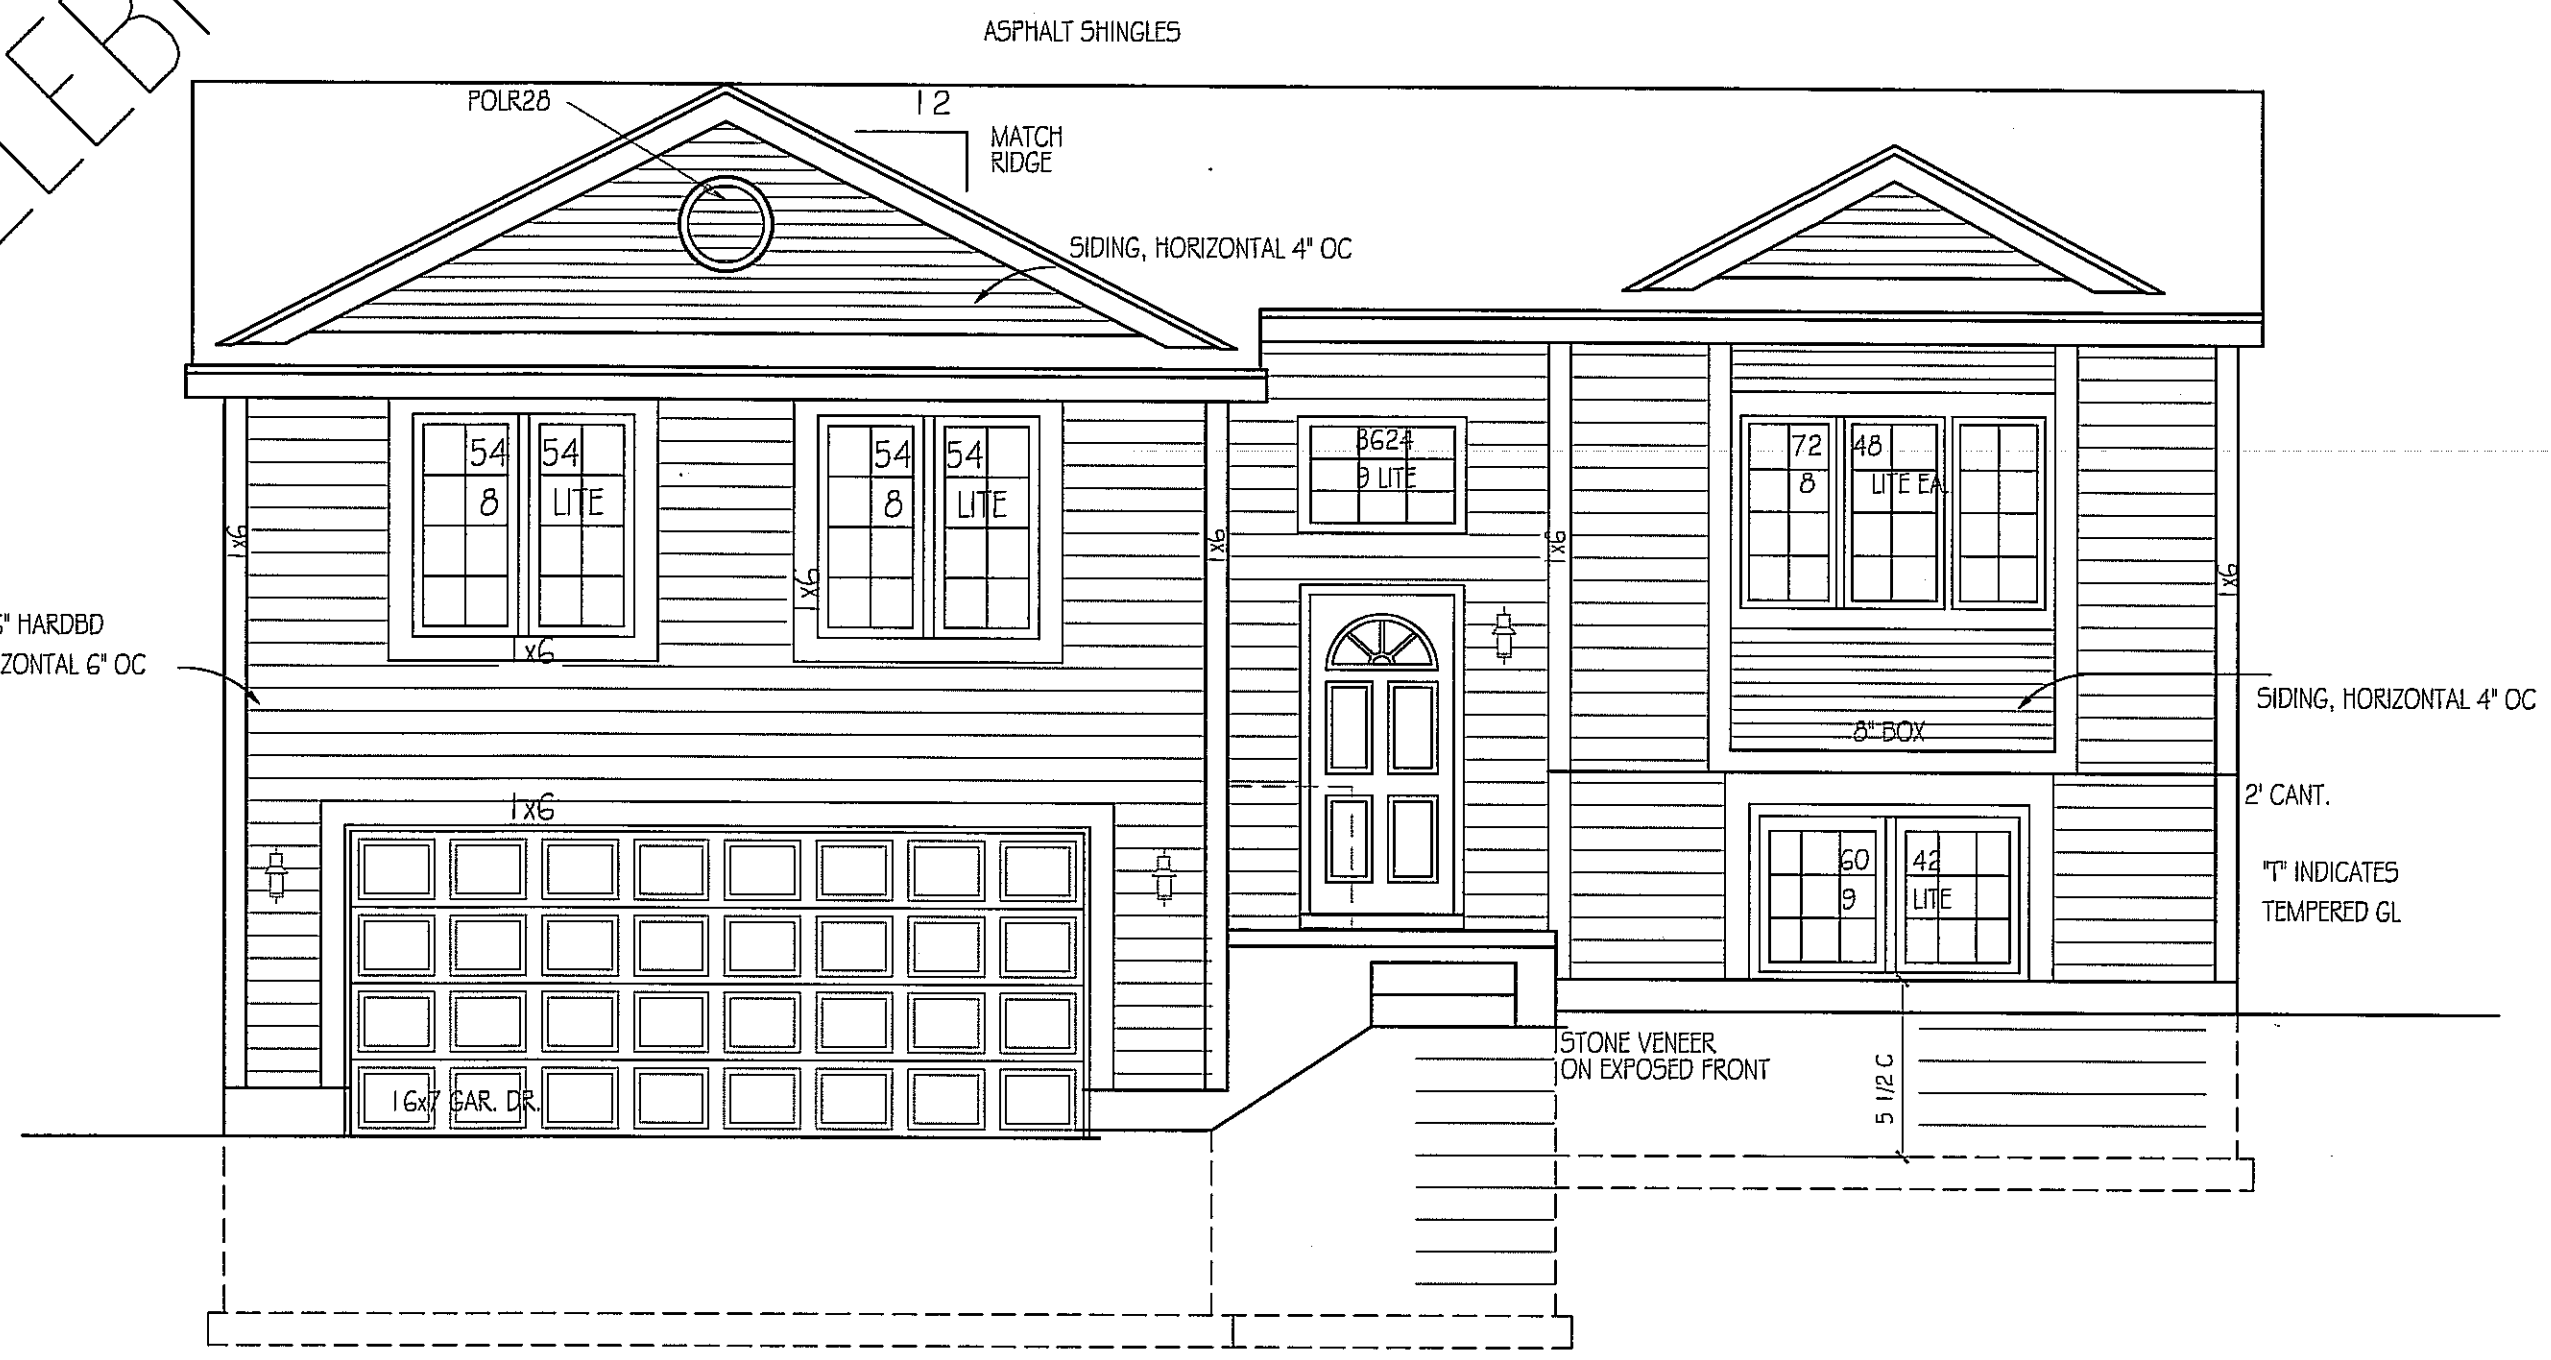 ASPHALT SHINGLES
POLR28
12
MATCH
RIDGE
SIDING, HORIZONTAL 4" OC
54 54
8 LITE
54 54
8 LITE
3624
9 LITE
72 48
8 LITE EA.
1x6
1x6
1x6
1x6
1x6
1x6
HARDBD
ZONTAL 6" OC
SIDING, HORIZONTAL 4" OC
8" BOX
2' CANT.
1x6
60 42
9 LITE
"T" INDICATES
TEMPERED GL
STONE VENEER
ON EXPOSED FRONT
5 1/2 C
16x7 GAR. DR.